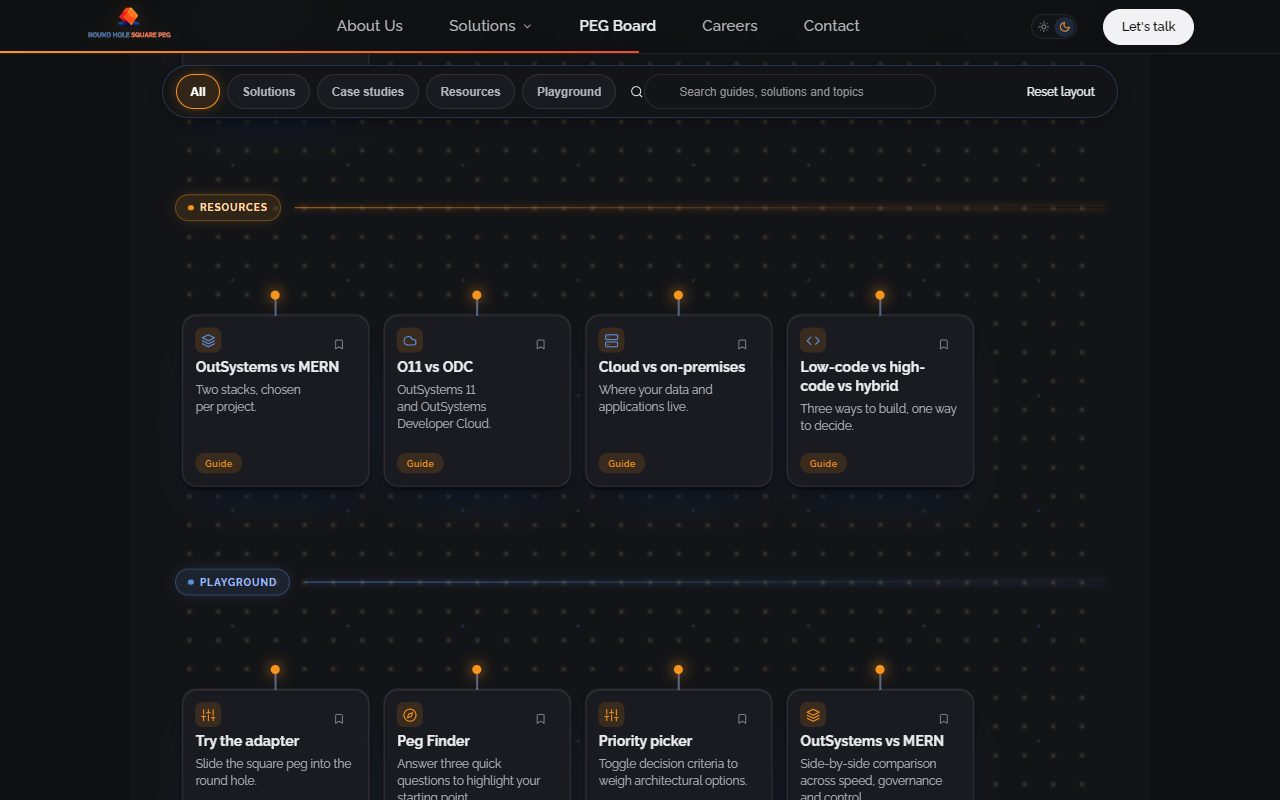 ROUND HOLE SQUARE PEG
About Us
Solutions
PEG Board
Careers
Contact
Let's talk
All
Solutions
Case studies
Resources
Playground
Search guides, solutions and topics
Reset layout
RESOURCES
OutSystems vs MERN
Two stacks, chosen
per project.
Guide
O11 vs ODC
OutSystems 11
and OutSystems
Developer Cloud.
Guide
Cloud vs on-premises
Where your data and
applications live.
Guide
Low-code vs high-
code vs hybrid
Three ways to build, one way
to decide.
Guide
PLAYGROUND
Try the adapter
Slide the square peg into the
round hole.
Peg Finder
Answer three quick
questions to highlight your
starting point.
Priority picker
Toggle decision criteria to
weigh architectural options.
OutSystems vs MERN
Side-by-side comparison
across speed, governance
and control.